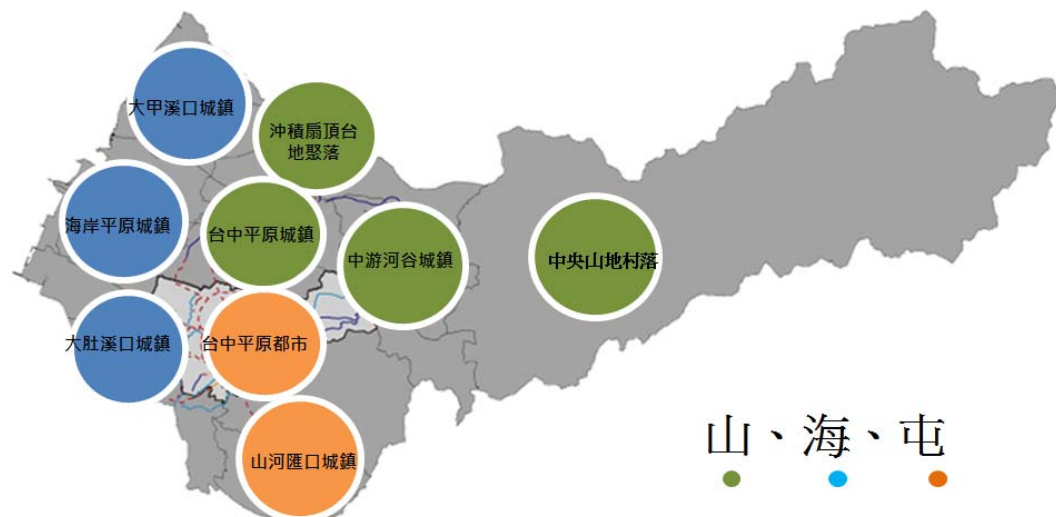 大甲溪口城鎮
沖積扇頂台
地聚落
海岸平原城鎮
台中平原城鎮
中游河谷城鎮
中央山地村落
大肚溪口城鎮
台中平原都市
山河匯口城鎮
山、海、屯